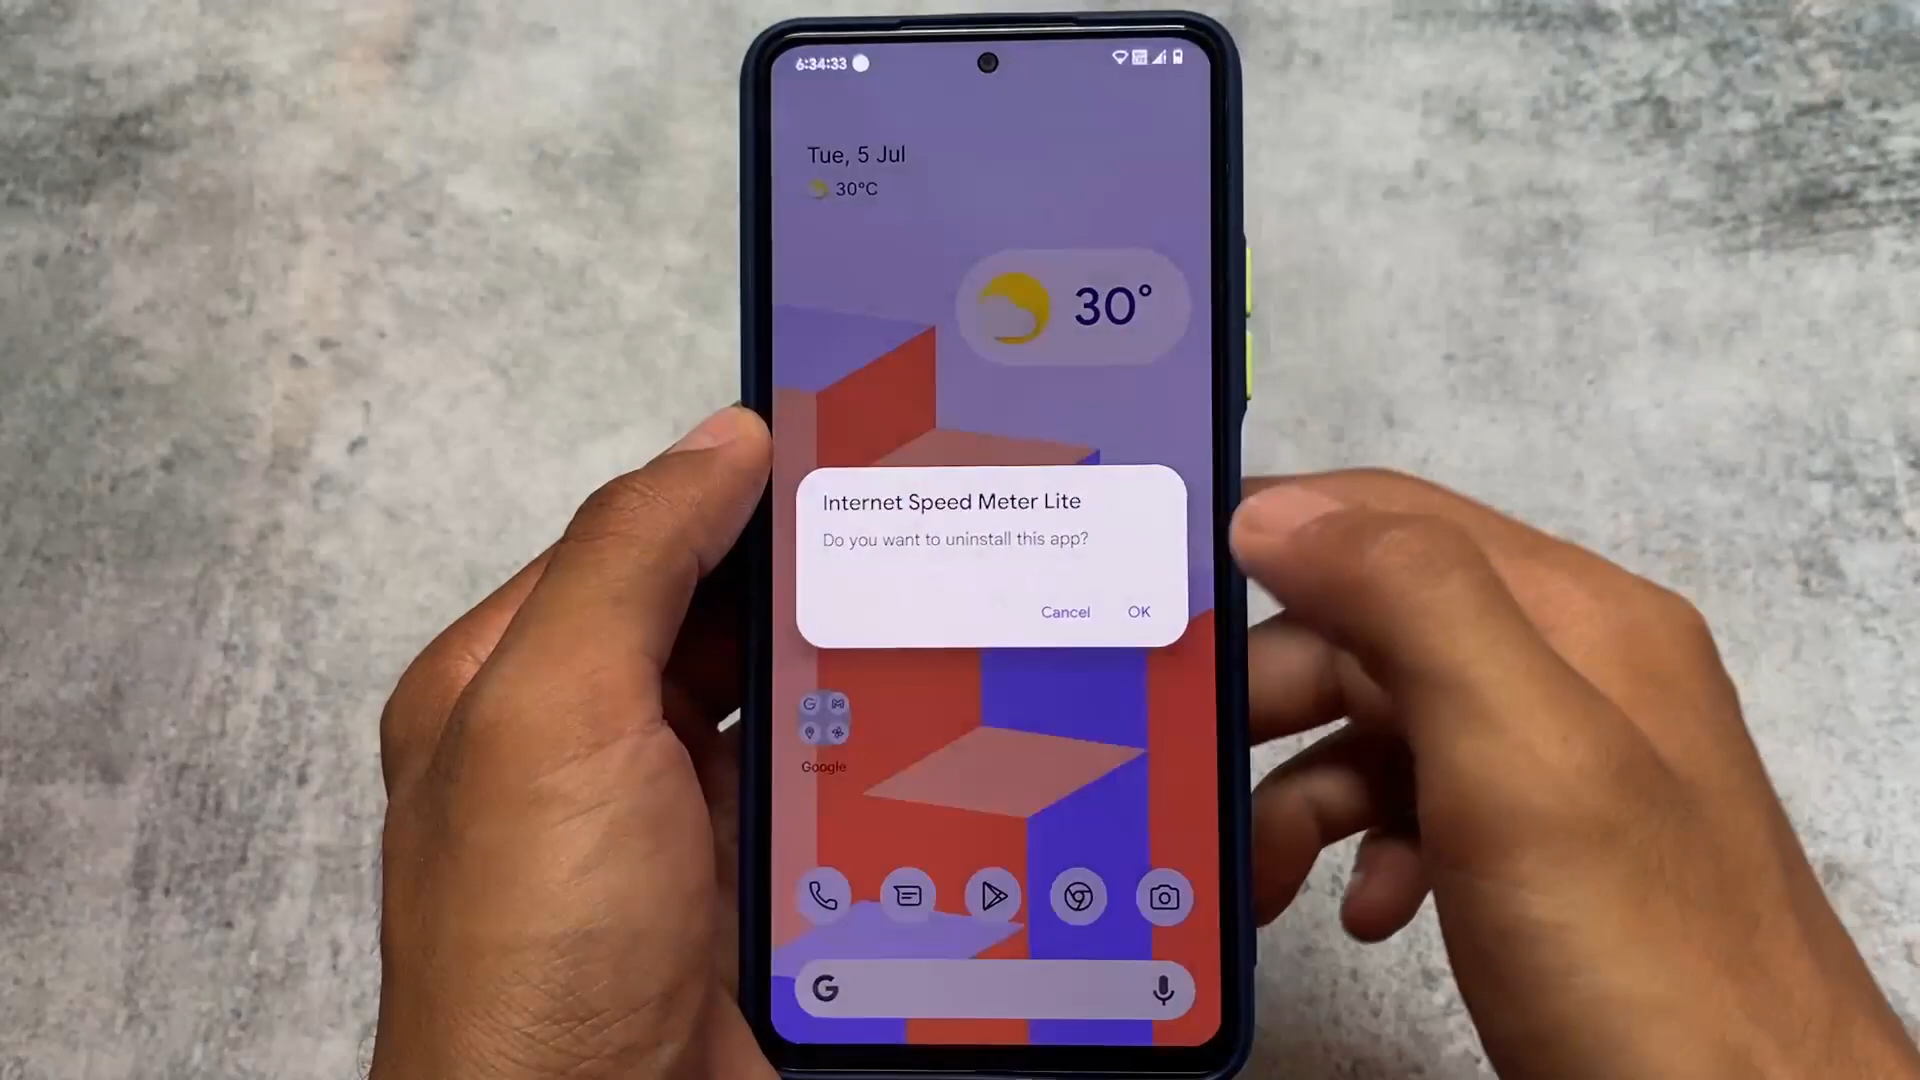 6:34:33
Tue, 5 Jul
30°C
30°
Internet Speed Meter Lite
Do you want to uninstall this app?
Cancel OK
Google
G